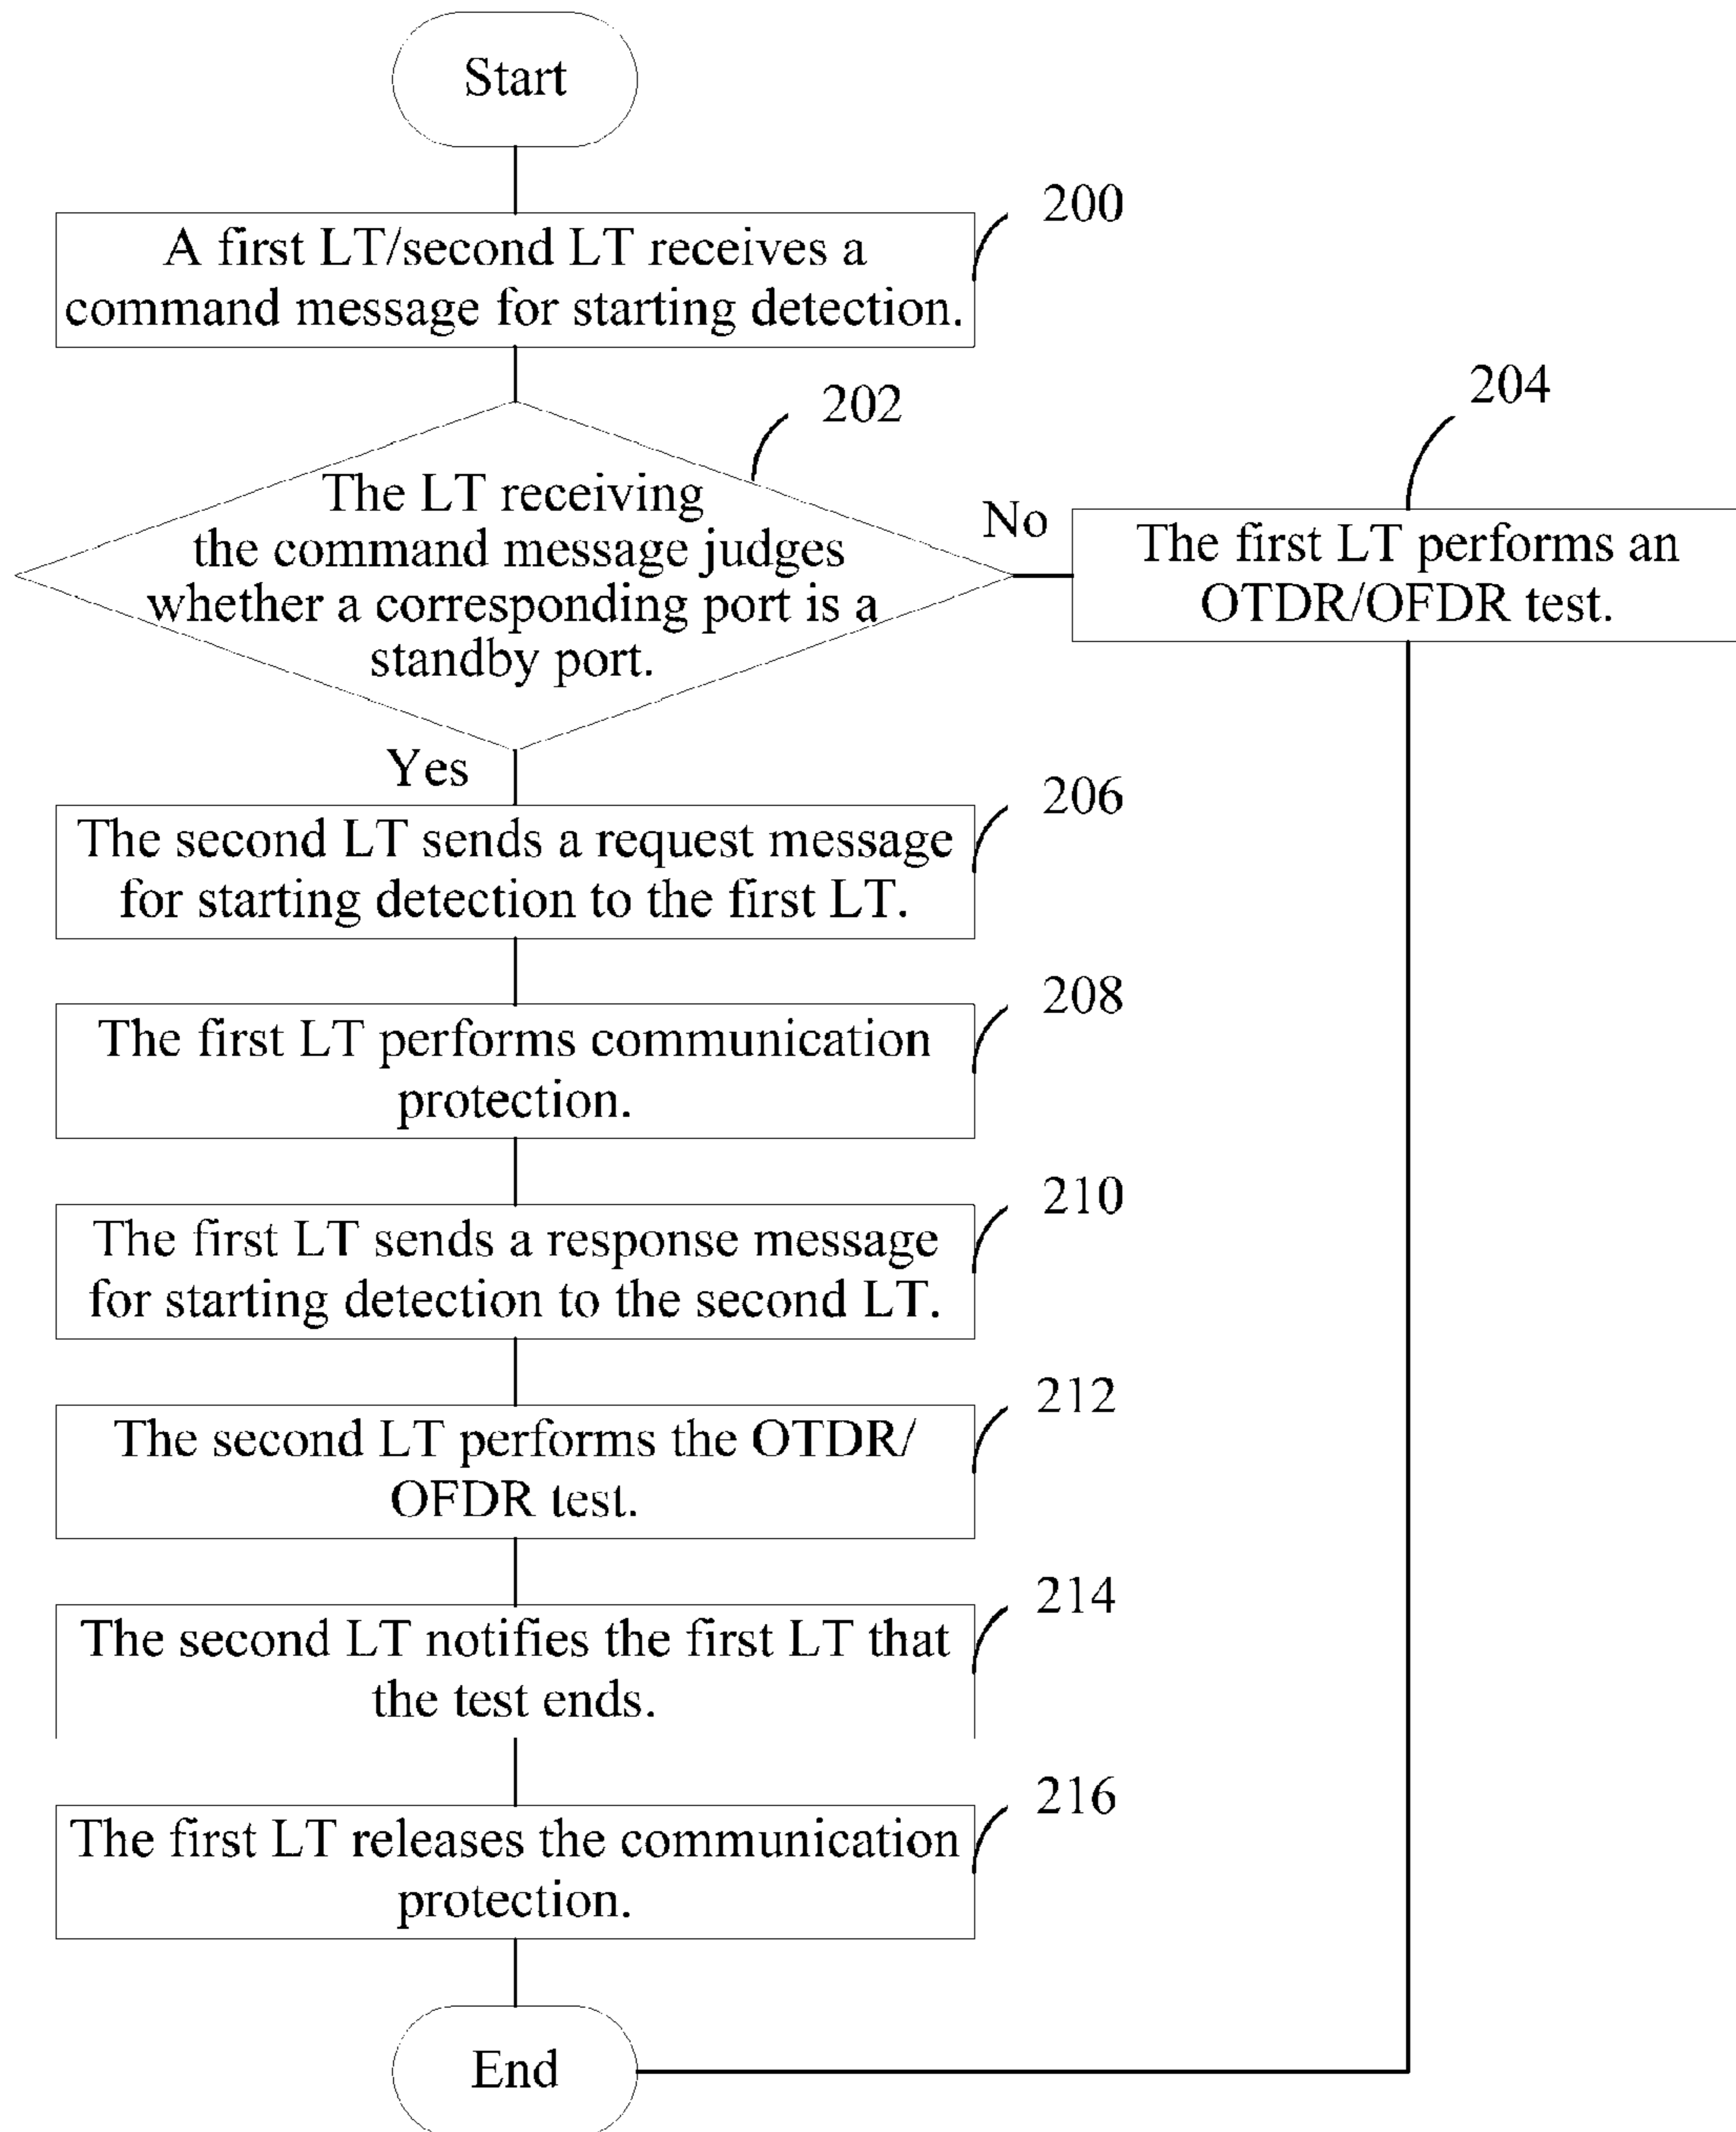 Start
200
A first LT/second LT receives a
command message for starting detection.
202
204
The LT receiving
the command message judges
whether a corresponding port is a
standby port.
No
The first LT performs an
OTDR/OFDR test.
Yes
206
The second LT sends a request message
for starting detection to the first LT.
208
The first LT performs communication
protection.
210
The first LT sends a response message
for starting detection to the second LT.
212
The second LT performs the OTDR/
OFDR test.
214
The second LT notifies the first LT that
the test ends.
216
The first LT releases the communication
protection.
End